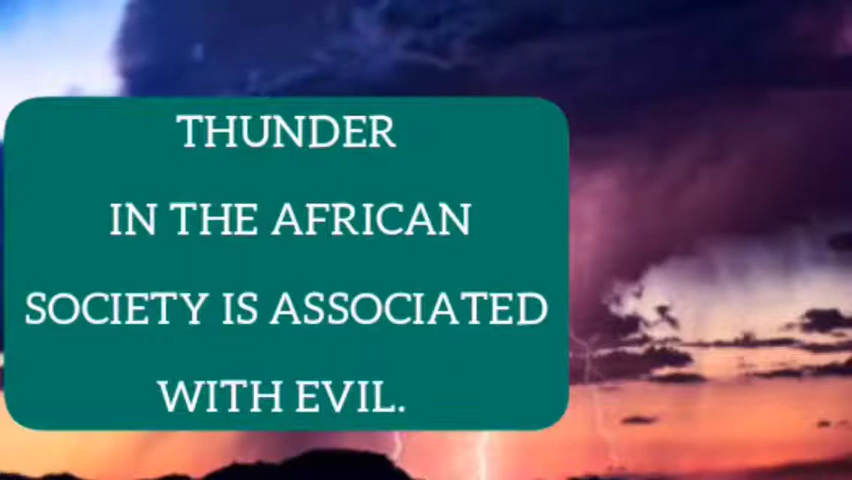 THUNDER
IN THE AFRICAN
SOCIETY IS ASSOCIATED
WITH EVIL.